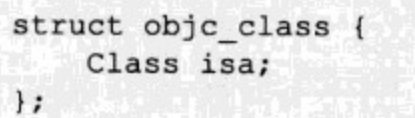 struct objc_class {
    Class isa;
};